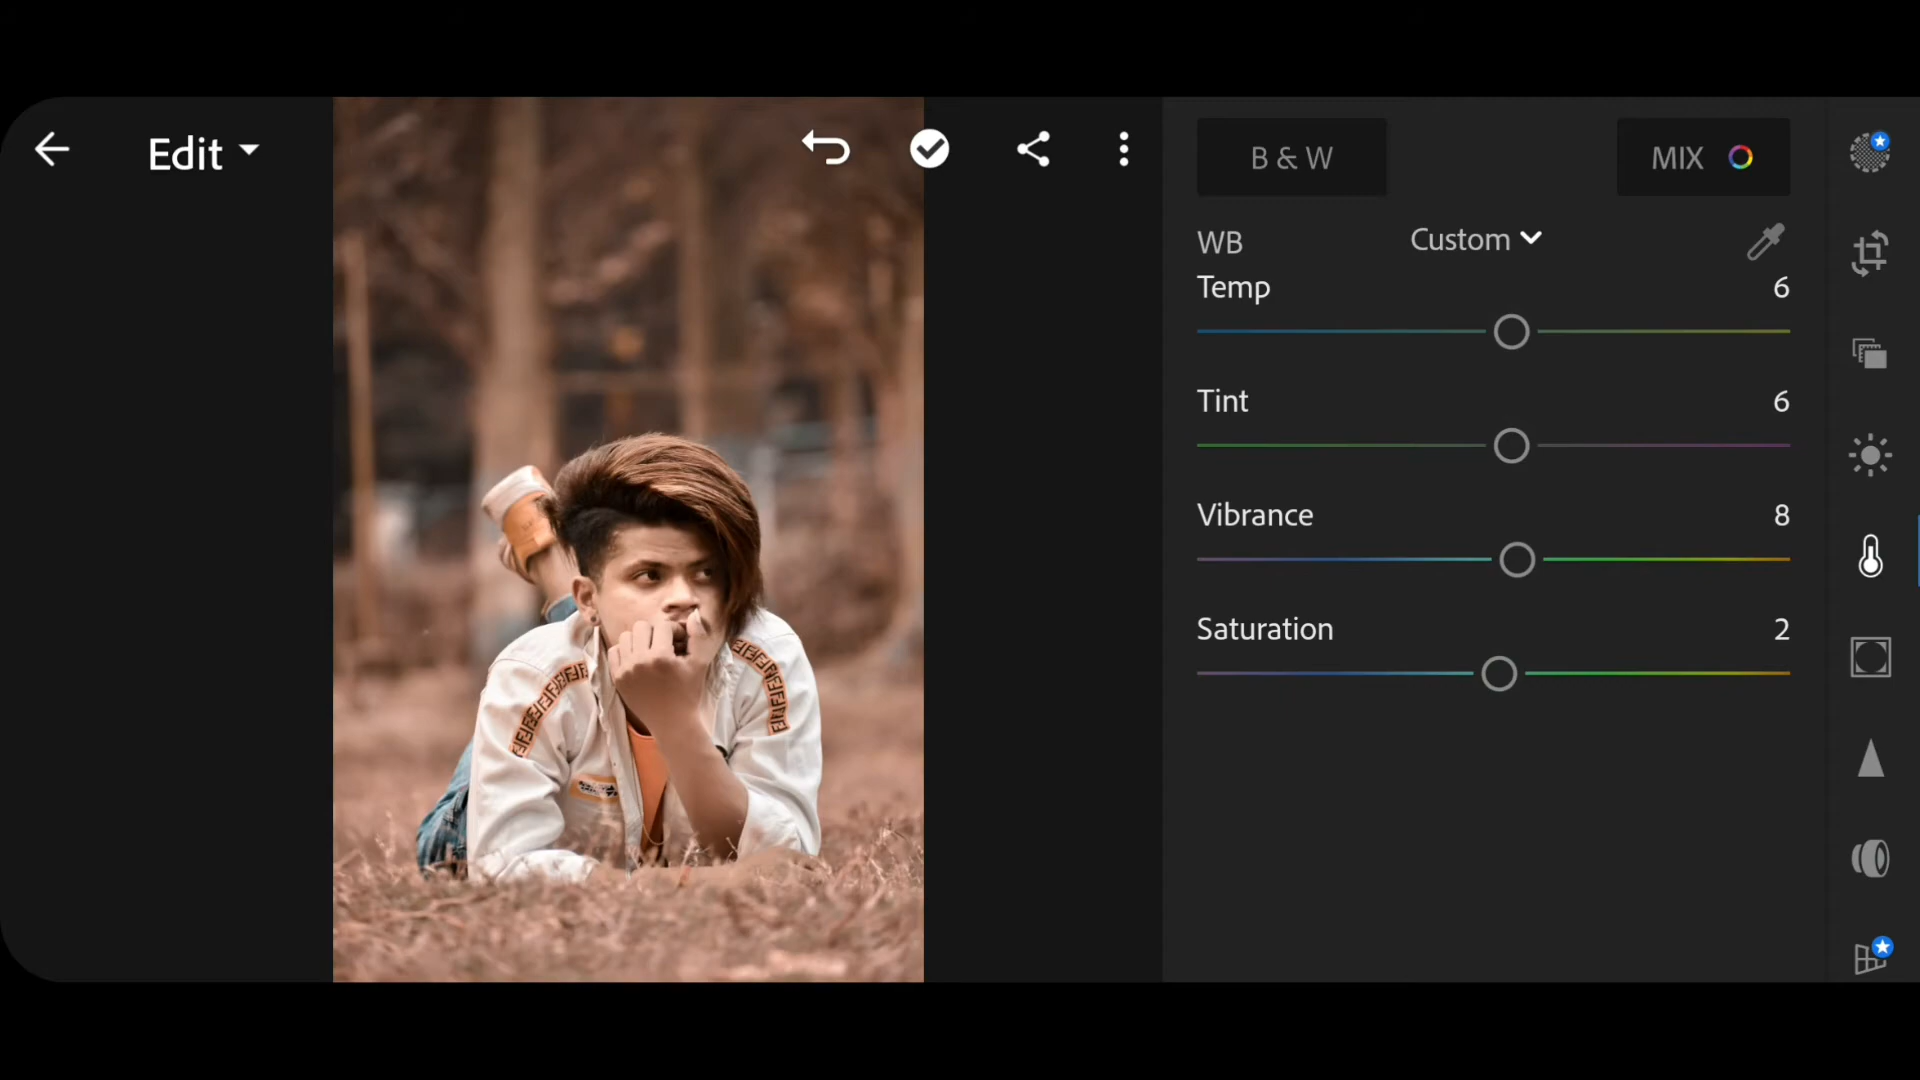 Edit
B & W
MIX
WB
Custom
Temp
6
Tint
6
Vibrance
8
Saturation
2